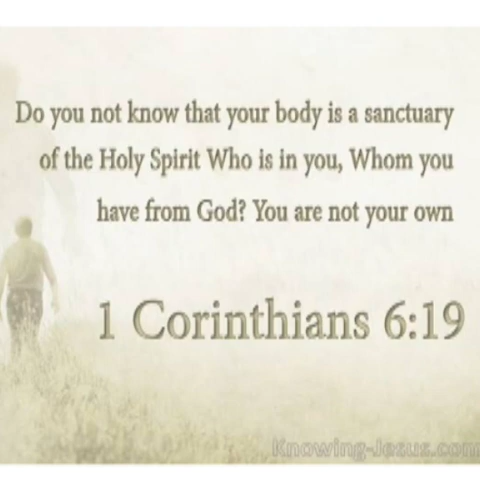 Do you not know that your body is a sanctuary
of the Holy Spirit Who is in you, Whom you
have from God? You are not your own
1 Corinthians 6:19
Knowing-Jesus.com